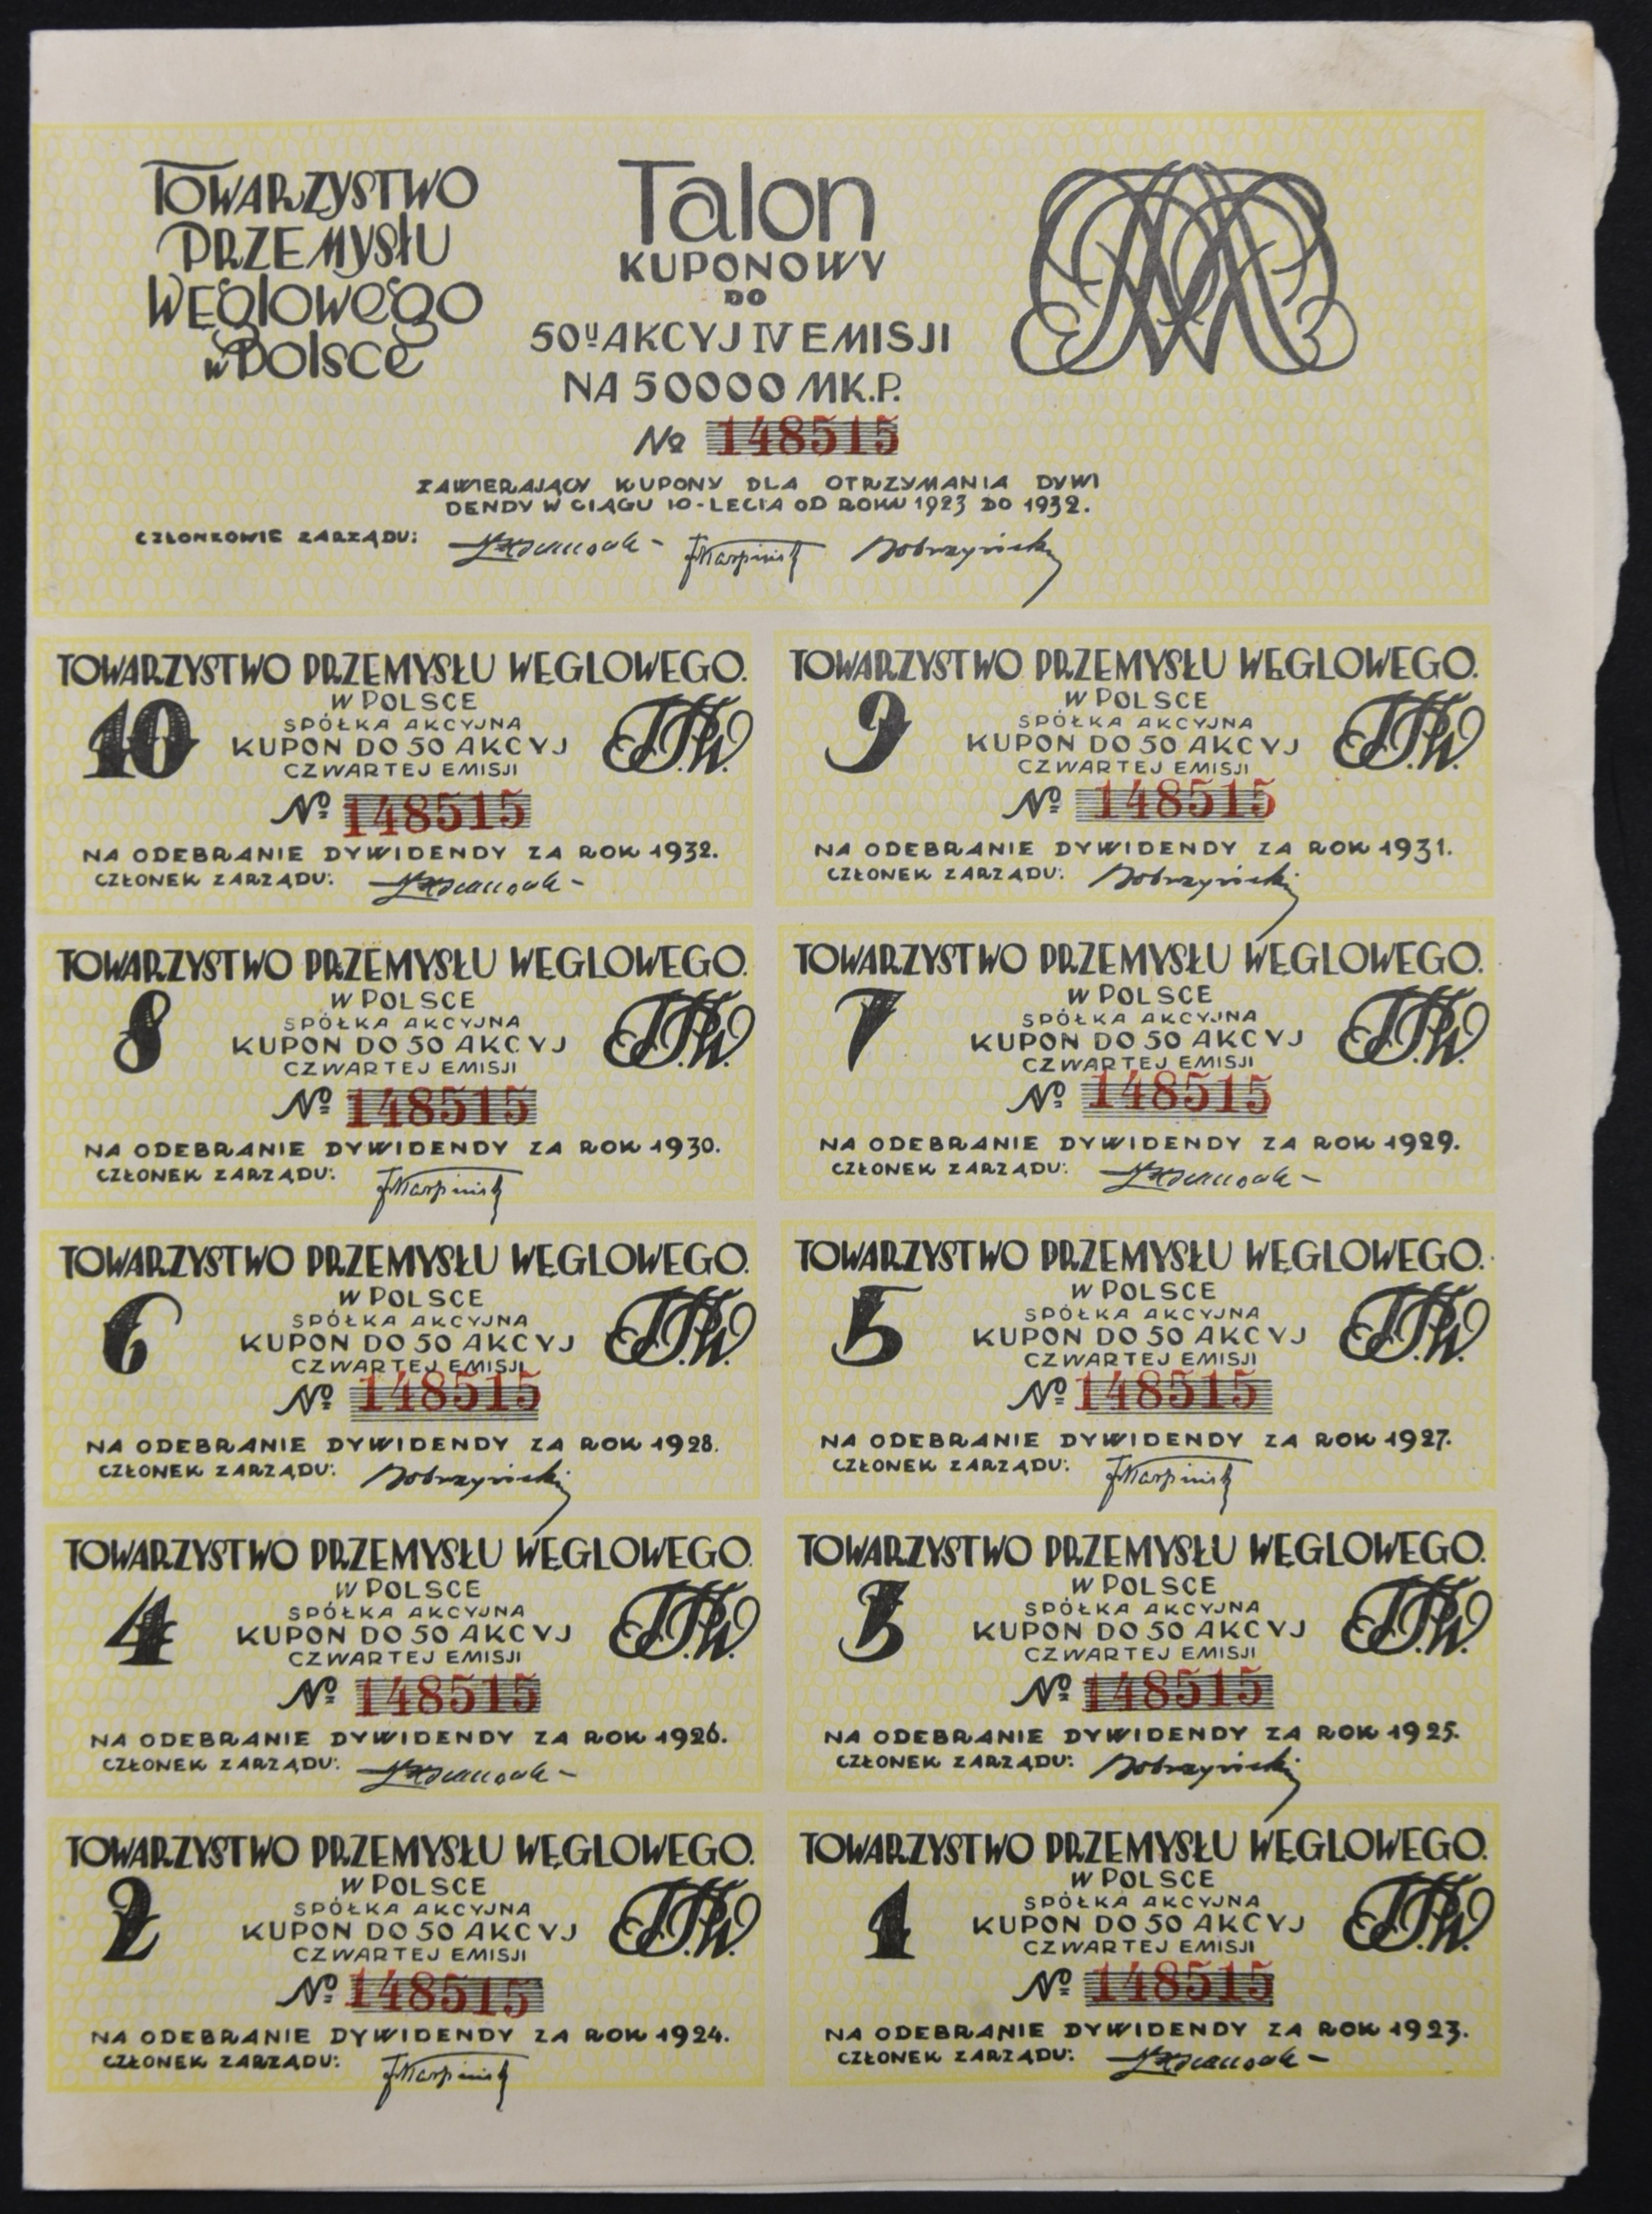 TOWARZYSTWO
PRZEMYSŁU
WĘGLOWEGO
w POLSCE
Talon
KUPONOWY
DO
50U AKCYJ IV EMISJI
NA 50000 MK.P.
No 148515
ZAWIERAJĄCY KUPONY DLA OTRZYMANIA DYWI
DENDY W CIĄGU 10-LECIA OD ROKU 1923 DO 1932.
CZŁONKOWIE ZARZĄDU: Karpiński Dobrzyński
TOWARZYSTWO PRZEMYSŁU WĘGLOWEGO.
W POLSCE
10
SPÓŁKA AKCYJNA
KUPON DO 50 AKCYJ
T.P.W.
CZWARTEJ EMISJI
No 148515
NA ODEBRANIE DYWIDENDY ZA ROK 1932.
CZŁONEK ZARZĄDU:
TOWARZYSTWO PRZEMYSŁU WĘGLOWEGO.
W POLSCE
9
SPÓŁKA AKCYJNA
KUPON DO 50 AKCYJ
T.P.W.
CZWARTEJ EMISJI
No 148515
NA ODEBRANIE DYWIDENDY ZA ROK 1931.
CZŁONEK ZARZĄDU: Dobrzyński
TOWARZYSTWO PRZEMYSŁU WĘGLOWEGO.
W POLSCE
8
SPÓŁKA AKCYJNA
KUPON DO 50 AKCYJ
T.P.W.
CZWARTEJ EMISJI
No 148515
NA ODEBRANIE DYWIDENDY ZA ROK 1930.
CZŁONEK ZARZĄDU: Karpiński
TOWARZYSTWO PRZEMYSŁU WĘGLOWEGO.
W POLSCE
7
SPÓŁKA AKCYJNA
KUPON DO 50 AKCYJ
T.P.W.
CZWARTEJ EMISJI
No 148515
NA ODEBRANIE DYWIDENDY ZA ROK 1929.
CZŁONEK ZARZĄDU:
TOWARZYSTWO PRZEMYSŁU WĘGLOWEGO.
W POLSCE
6
SPÓŁKA AKCYJNA
KUPON DO 50 AKCYJ
T.P.W.
CZWARTEJ EMISJI
No 148515
NA ODEBRANIE DYWIDENDY ZA ROK 1928.
CZŁONEK ZARZĄDU: Dobrzyński
TOWARZYSTWO PRZEMYSŁU WĘGLOWEGO.
W POLSCE
5
SPÓŁKA AKCYJNA
KUPON DO 50 AKCYJ
T.P.W.
CZWARTEJ EMISJI
No 148515
NA ODEBRANIE DYWIDENDY ZA ROK 1927.
CZŁONEK ZARZĄDU: Karpiński
TOWARZYSTWO PRZEMYSŁU WĘGLOWEGO.
W POLSCE
4
SPÓŁKA AKCYJNA
KUPON DO 50 AKCYJ
T.P.W.
CZWARTEJ EMISJI
No 148515
NA ODEBRANIE DYWIDENDY ZA ROK 1926.
CZŁONEK ZARZĄDU:
TOWARZYSTWO PRZEMYSŁU WĘGLOWEGO.
W POLSCE
3
SPÓŁKA AKCYJNA
KUPON DO 50 AKCYJ
T.P.W.
CZWARTEJ EMISJI
No 148515
NA ODEBRANIE DYWIDENDY ZA ROK 1925.
CZŁONEK ZARZĄDU: Dobrzyński
TOWARZYSTWO PRZEMYSŁU WĘGLOWEGO.
W POLSCE
2
SPÓŁKA AKCYJNA
KUPON DO 50 AKCYJ
T.P.W.
CZWARTEJ EMISJI
No 148515
NA ODEBRANIE DYWIDENDY ZA ROK 1924.
CZŁONEK ZARZĄDU: Karpiński
TOWARZYSTWO PRZEMYSŁU WĘGLOWEGO.
W POLSCE
1
SPÓŁKA AKCYJNA
KUPON DO 50 AKCYJ
T.P.W.
CZWARTEJ EMISJI
No 148515
NA ODEBRANIE DYWIDENDY ZA ROK 1923.
CZŁONEK ZARZĄDU: